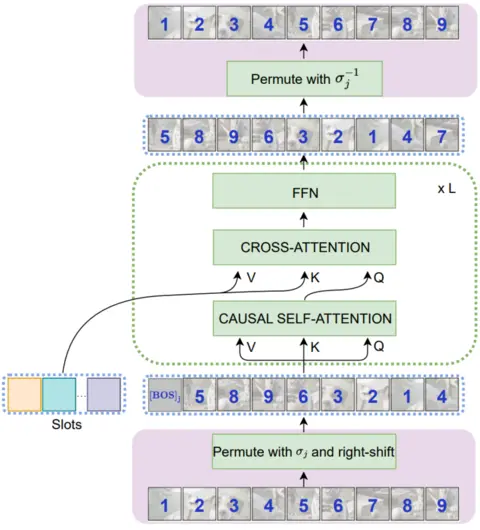 1 2 3 4 5 6 7 8 9
Permute with σ_j^{-1}
5 8 9 6 3 2 1 4 7
x L
FFN
CROSS-ATTENTION
V K Q
CAUSAL SELF-ATTENTION
V K Q
[BOS]_j 5 8 9 6 3 2 1 4
...
Slots
Permute with σ_j and right-shift
1 2 3 4 5 6 7 8 9